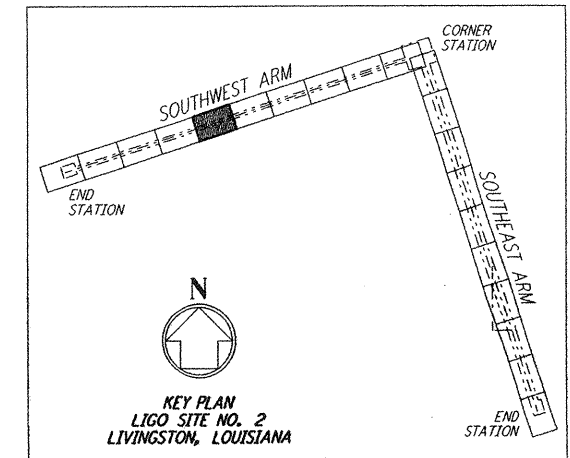 CORNER
STATION
SOUTHWEST ARM
END
STATION
SOUTHEAST ARM
N
KEY PLAN
LIGO SITE NO. 2
LIVINGSTON, LOUISIANA
END
STATION